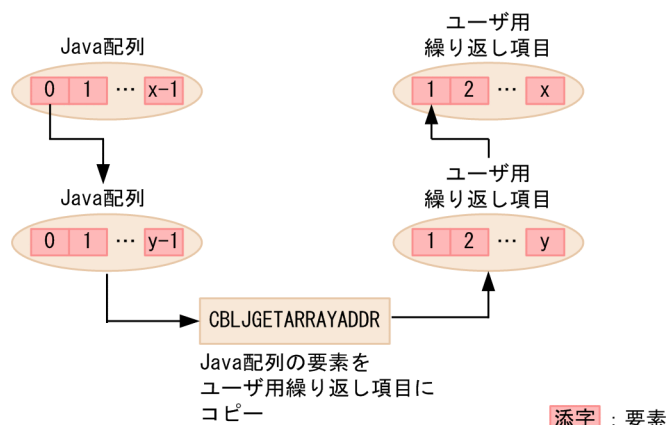 Java配列
0 1 … x-1
Java配列
0 1 … y-1
CBLJGETARRAYADDR
Java配列の要素を
ユーザ用繰り返し項目に
コピー
ユーザ用
繰り返し項目
1 2 … x
ユーザ用
繰り返し項目
1 2 … y
添字：要素